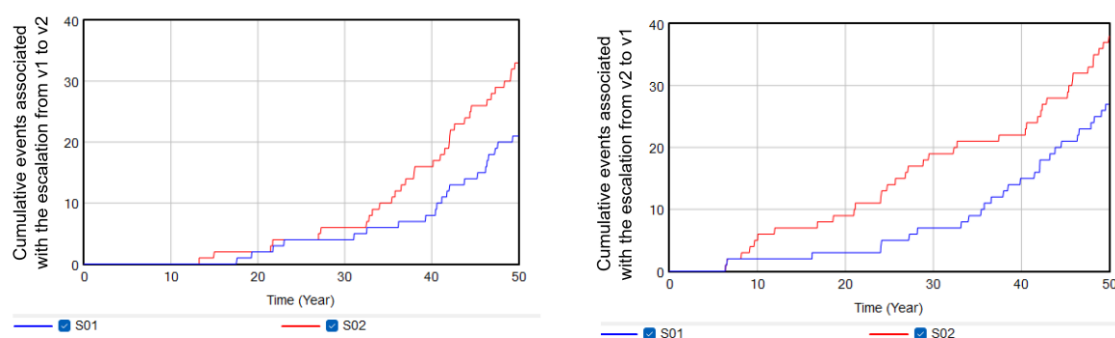 Cumulative events associated
with the escalation from v1 to v2
40
30
20
10
0
0 10 20 30 40 50
Time (Year)
S01 S02
Cumulative events associated
with the escalation from v2 to v1
40
30
20
10
0
0 10 20 30 40 50
Time (Year)
S01 S02